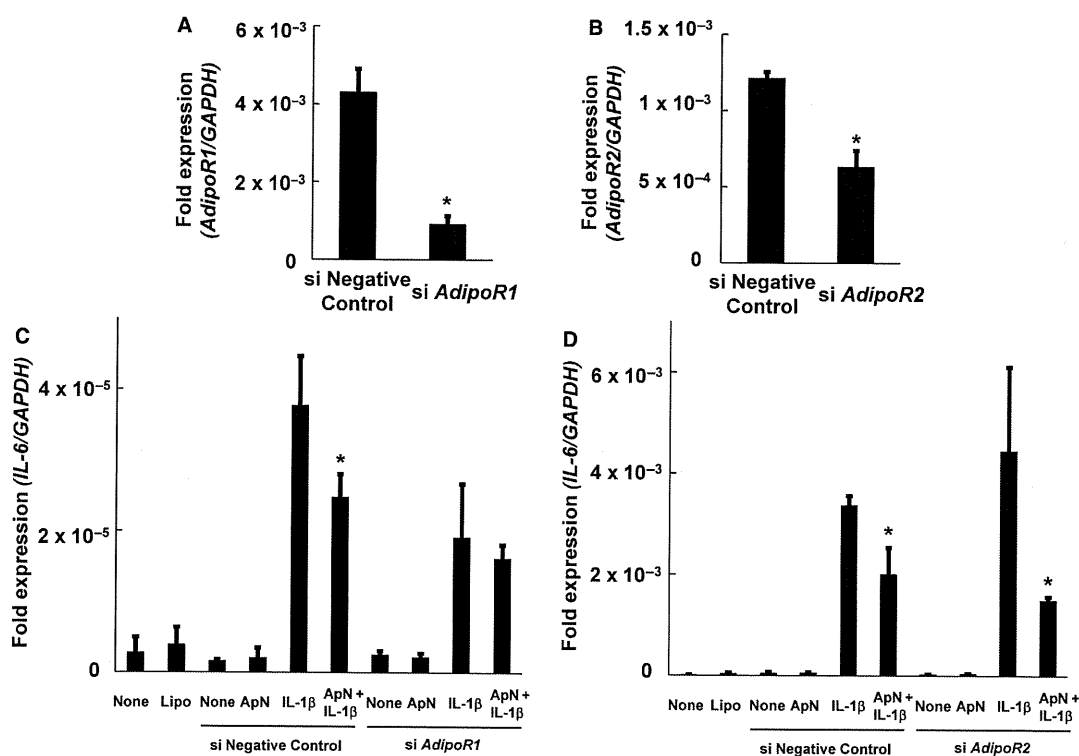 A
6 x 10⁻³
4 x 10⁻³
2 x 10⁻³
0
Fold expression
(AdipoR1/GAPDH)
*
si Negative
Control
si AdipoR1
B
1.5 x 10⁻³
1 x 10⁻³
5 x 10⁻⁴
0
Fold expression
(AdipoR2/GAPDH)
*
si Negative
Control
si AdipoR2
C
4 x 10⁻⁵
2 x 10⁻⁵
0
Fold expression (IL-6/GAPDH)
*
None Lipo None ApN IL-1β ApN + IL-1β None ApN IL-1β ApN + IL-1β
si Negative Control si AdipoR1
D
6 x 10⁻³
4 x 10⁻³
2 x 10⁻³
0
Fold expression (IL-6/GAPDH)
*
*
None Lipo None ApN IL-1β ApN + IL-1β None ApN IL-1β ApN + IL-1β
si Negative Control si AdipoR2